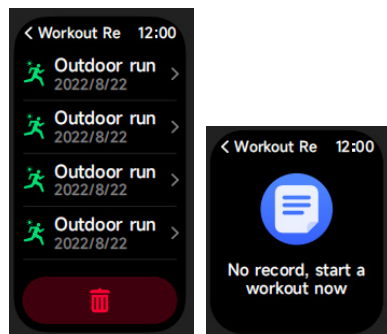 < Workout Re 12:00
Outdoor run
2022/8/22
Outdoor run
2022/8/22
Outdoor run
2022/8/22
Outdoor run
2022/8/22
< Workout Re 12:00
No record, start a
workout now